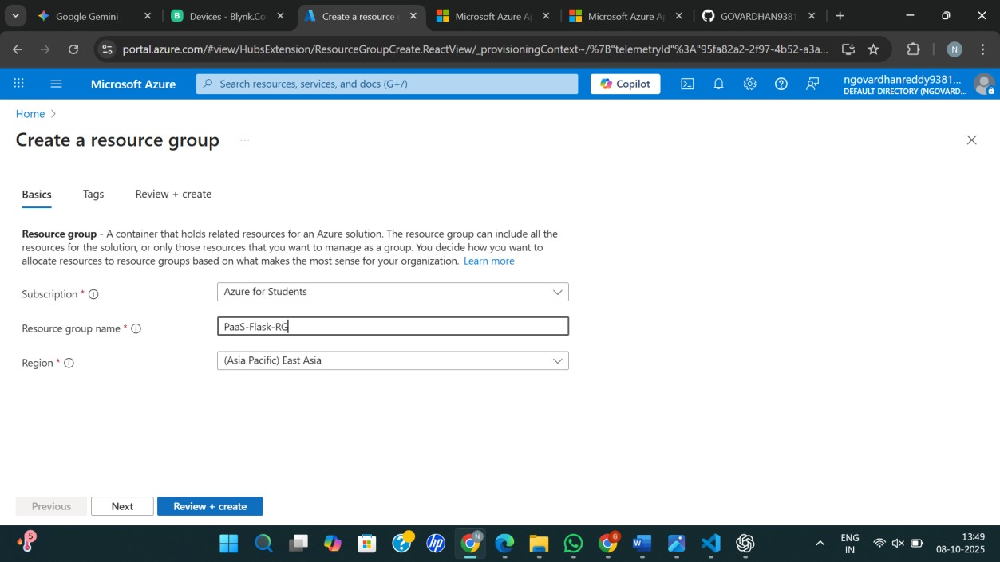 Google Gemini
Devices - Blynk.Co
Create a resource
Microsoft Azure Ap
Microsoft Azure Ap
GOVARDHAN9381
portal.azure.com/#view/HubsExtension/ResourceGroupCreate.ReactView/_provisioningContext~/%7B"telemetryId"%3A"95fa82a2-2f97-4b52-a3a...
N
Microsoft Azure
Search resources, services, and docs (G+/)
Copilot
ngovardhanreddy9381...
DEFAULT DIRECTORY (NGOVARD...
Home
Create a resource group
...
Basics
Tags
Review + create
Resource group - A container that holds related resources for an Azure solution. The resource group can include all the
resources for the solution, or only those resources that you want to manage as a group. You decide how you want to
allocate resources to resource groups based on what makes the most sense for your organization. Learn more
Subscription *
Azure for Students
Resource group name *
PaaS-Flask-RG
Region *
(Asia Pacific) East Asia
Previous
Next
Review + create
5
ENG
IN
13:49
08-10-2025